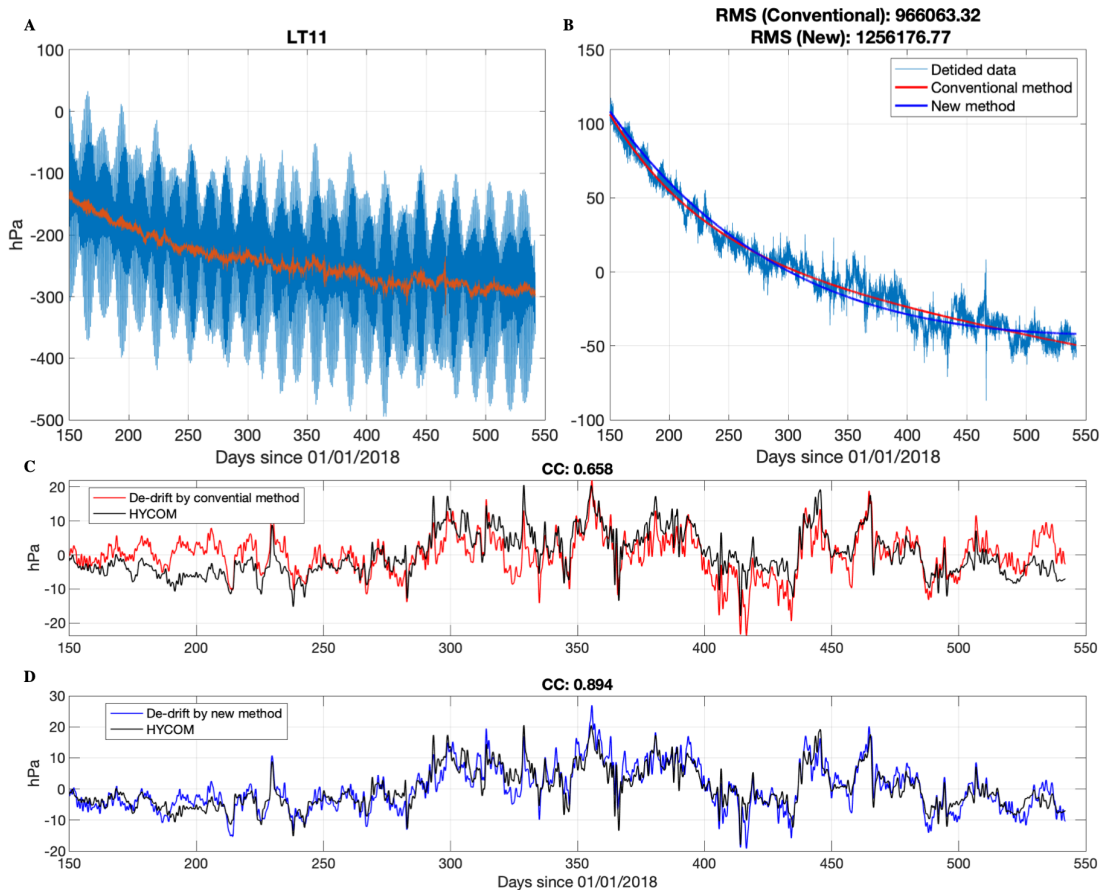 A
LT11
100
0
-100
-200
-300
-400
-500
hPa
150 200 250 300 350 400 450 500 550
Days since 01/01/2018
B
RMS (Conventional): 966063.32
RMS (New): 1256176.77
150
100
50
0
-50
-100
Detided data
Conventional method
New method
150 200 250 300 350 400 450 500 550
Days since 01/01/2018
C
CC: 0.658
20
10
0
-10
-20
hPa
De-drift by convential method
HYCOM
150 200 250 300 350 400 450 500 550
D
CC: 0.894
30
20
10
0
-10
-20
hPa
De-drift by new method
HYCOM
150 200 250 300 350 400 450 500 550
Days since 01/01/2018